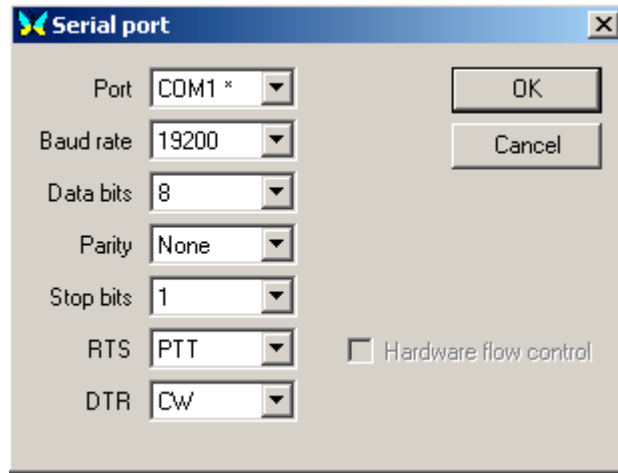 Serial port
Port COM1 * OK
Baud rate 19200 Cancel
Data bits 8
Parity None
Stop bits 1
RTS PTT Hardware flow control
DTR CW